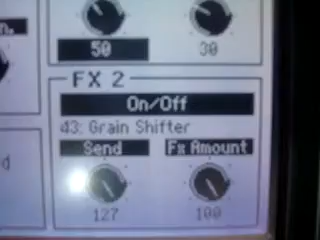 50 30
FX 2
On/Off
43: Grain Shifter
Send Fx Amount
127 100